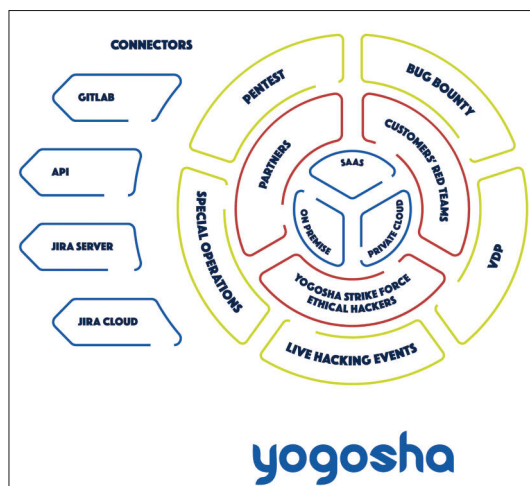 CONNECTORS
GITLAB
API
JIRA SERVER
JIRA CLOUD
PENTEST
BUG BOUNTY
PARTNERS
CUSTOMERS' RED TEAMS
SAAS
ON PREMISE
PRIVATE CLOUD
SPECIAL OPERATIONS
VDP
YOGOSHA STRIKE FORCE
ETHICAL HACKERS
LIVE HACKING EVENTS
yogosha